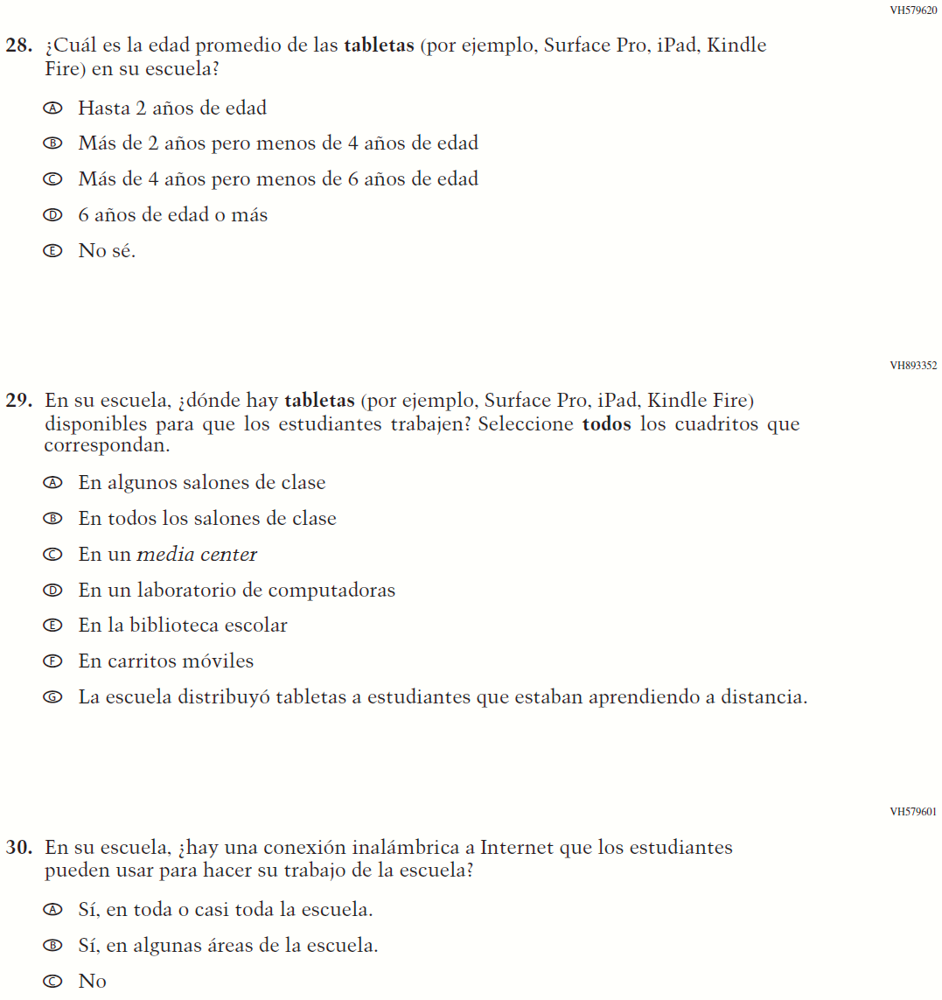 VH579620
28. ¿Cuál es la edad promedio de las tabletas (por ejemplo, Surface Pro, iPad, Kindle
Fire) en su escuela?
A Hasta 2 años de edad
B Más de 2 años pero menos de 4 años de edad
C Más de 4 años pero menos de 6 años de edad
D 6 años de edad o más
E No sé.
VH893352
29. En su escuela, ¿dónde hay tabletas (por ejemplo, Surface Pro, iPad, Kindle Fire)
disponibles para que los estudiantes trabajen? Seleccione todos los cuadritos que
correspondan.
A En algunos salones de clase
B En todos los salones de clase
C En un media center
D En un laboratorio de computadoras
E En la biblioteca escolar
F En carritos móviles
G La escuela distribuyó tabletas a estudiantes que estaban aprendiendo a distancia.
VH579601
30. En su escuela, ¿hay una conexión inalámbrica a Internet que los estudiantes
pueden usar para hacer su trabajo de la escuela?
A Sí, en toda o casi toda la escuela.
B Sí, en algunas áreas de la escuela.
C No